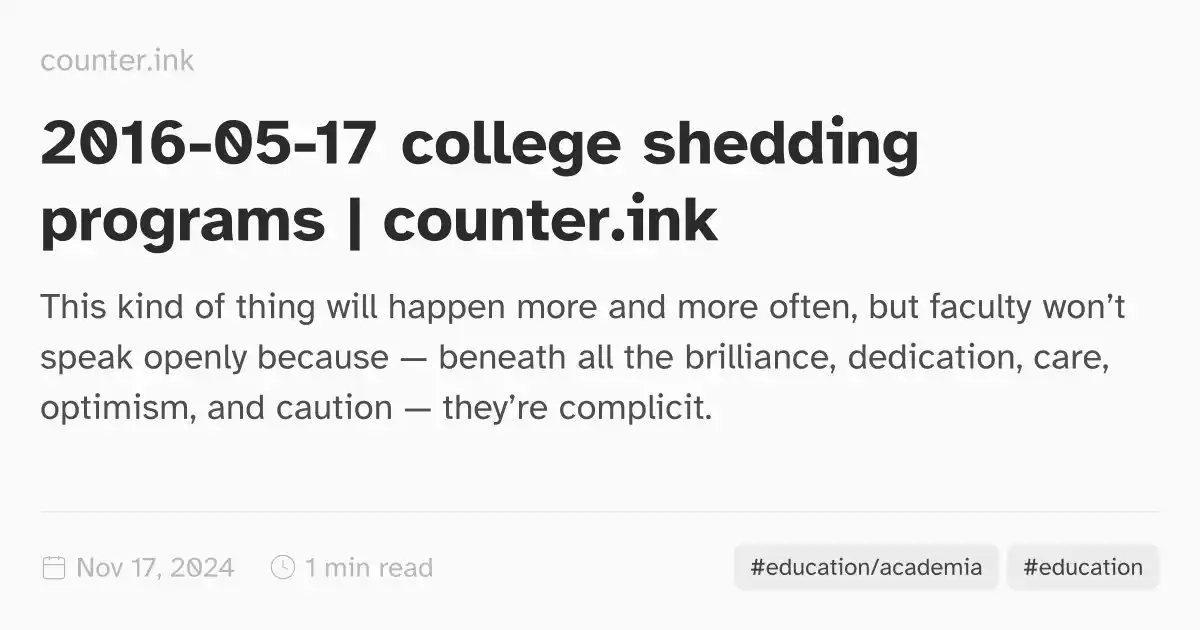 counter.ink
2016-05-17 college shedding
programs | counter.ink
This kind of thing will happen more and more often, but faculty won’t
speak openly because — beneath all the brilliance, dedication, care,
optimism, and caution — they’re complicit.
Nov 17, 2024 1 min read #education/academia #education